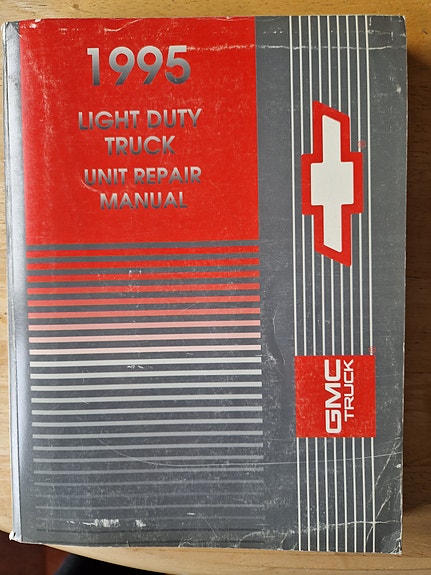 1995
LIGHT DUTY
TRUCK
UNIT REPAIR
MANUAL
GMC
TRUCK